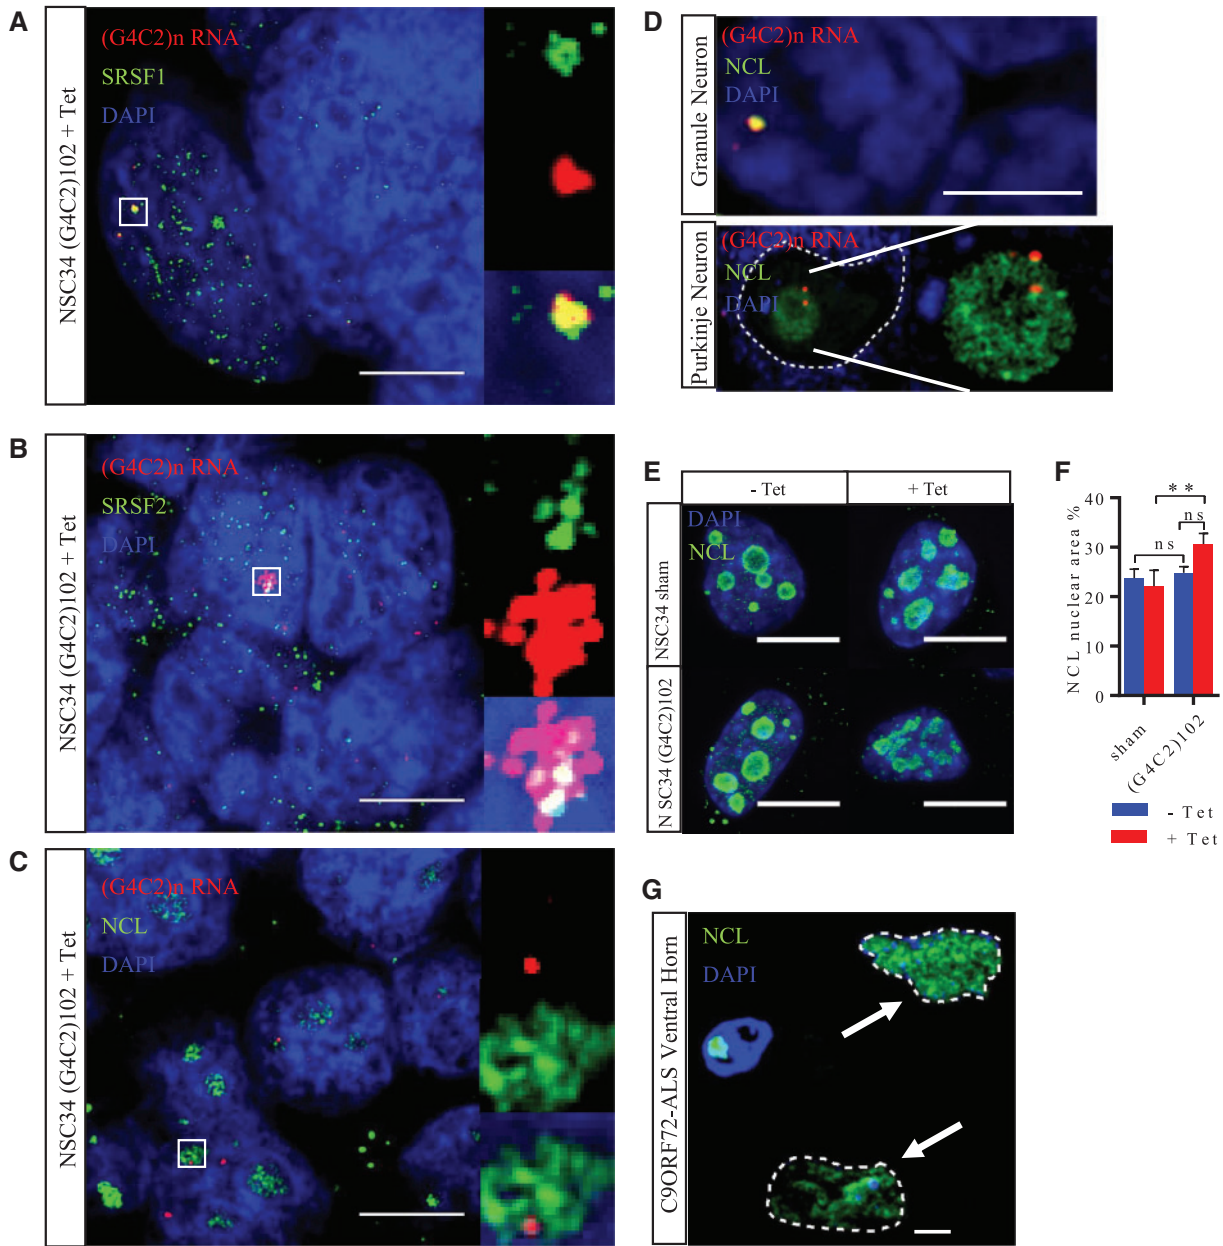 A
NSC34 (G4C2)102 + Tet
(G4C2)n RNA
SRSF1
DAPI
B
NSC34 (G4C2)102 + Tet
(G4C2)n RNA
SRSF2
DAPI
C
NSC34 (G4C2)102 + Tet
(G4C2)n RNA
NCL
DAPI
D
Granule Neuron
(G4C2)n RNA
NCL
DAPI
Purkinje Neuron
(G4C2)n RNA
NCL
DAPI
E
- Tet
+ Tet
NSC34 sham
DAPI
NCL
N SC34 (G4C2)102
F
NCL nuclear area %
40
30
20
10
0
**
ns
ns
sham
(G4C2)102
- Tet
+ Tet
G
C9ORF72-ALS Ventral Horn
NCL
DAPI